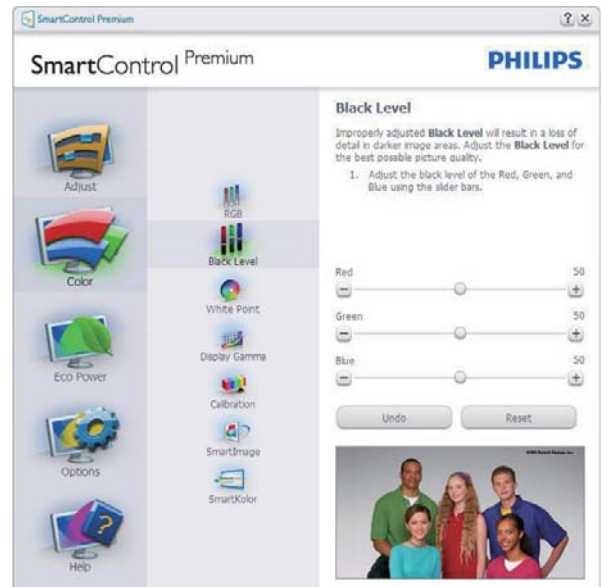 SmartControl Premium
SmartControl Premium
PHILIPS
Adjust
Color
Eco Power
Options
Help
RGB
Black Level
White Point
Display Gamma
Calibration
SmartImage
SmartKolor
Black Level
Improperly adjusted Black Level will result in a loss of
detail in darker image areas. Adjust the Black Level for
the best possible picture quality.
1. Adjust the black level of the Red, Green, and
Blue using the slider bars.
Red 50
Green 50
Blue 50
Undo Reset